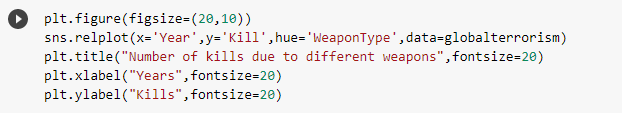 plt.figure(figsize=(20,10))
sns.relplot(x='Year',y='Kill',hue='WeaponType',data=globalterrorism)
plt.title("Number of kills due to different weapons",fontsize=20)
plt.xlabel("Years",fontsize=20)
plt.ylabel("Kills",fontsize=20)